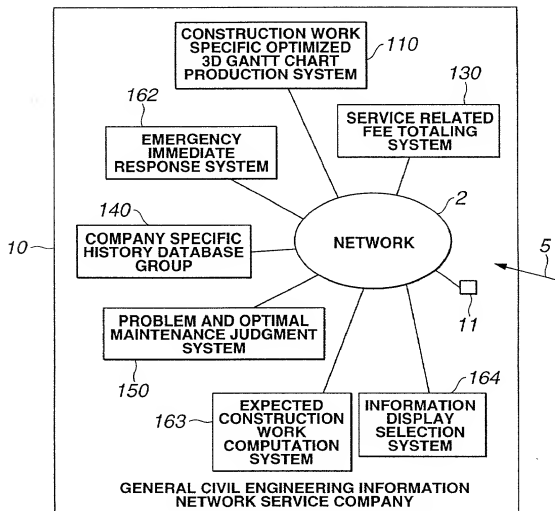 CONSTRUCTION WORK
SPECIFIC OPTIMIZED
3D GANTT CHART
PRODUCTION SYSTEM
110
130
SERVICE RELATED
FEE TOTALING
SYSTEM
162
EMERGENCY
IMMEDIATE
RESPONSE SYSTEM
2
140
10
COMPANY SPECIFIC
HISTORY DATABASE
GROUP
NETWORK
5
11
PROBLEM AND OPTIMAL
MAINTENANCE JUDGMENT
SYSTEM
150
163
EXPECTED
CONSTRUCTION
WORK
COMPUTATION
SYSTEM
164
INFORMATION
DISPLAY
SELECTION
SYSTEM
GENERAL CIVIL ENGINEERING INFORMATION
NETWORK SERVICE COMPANY